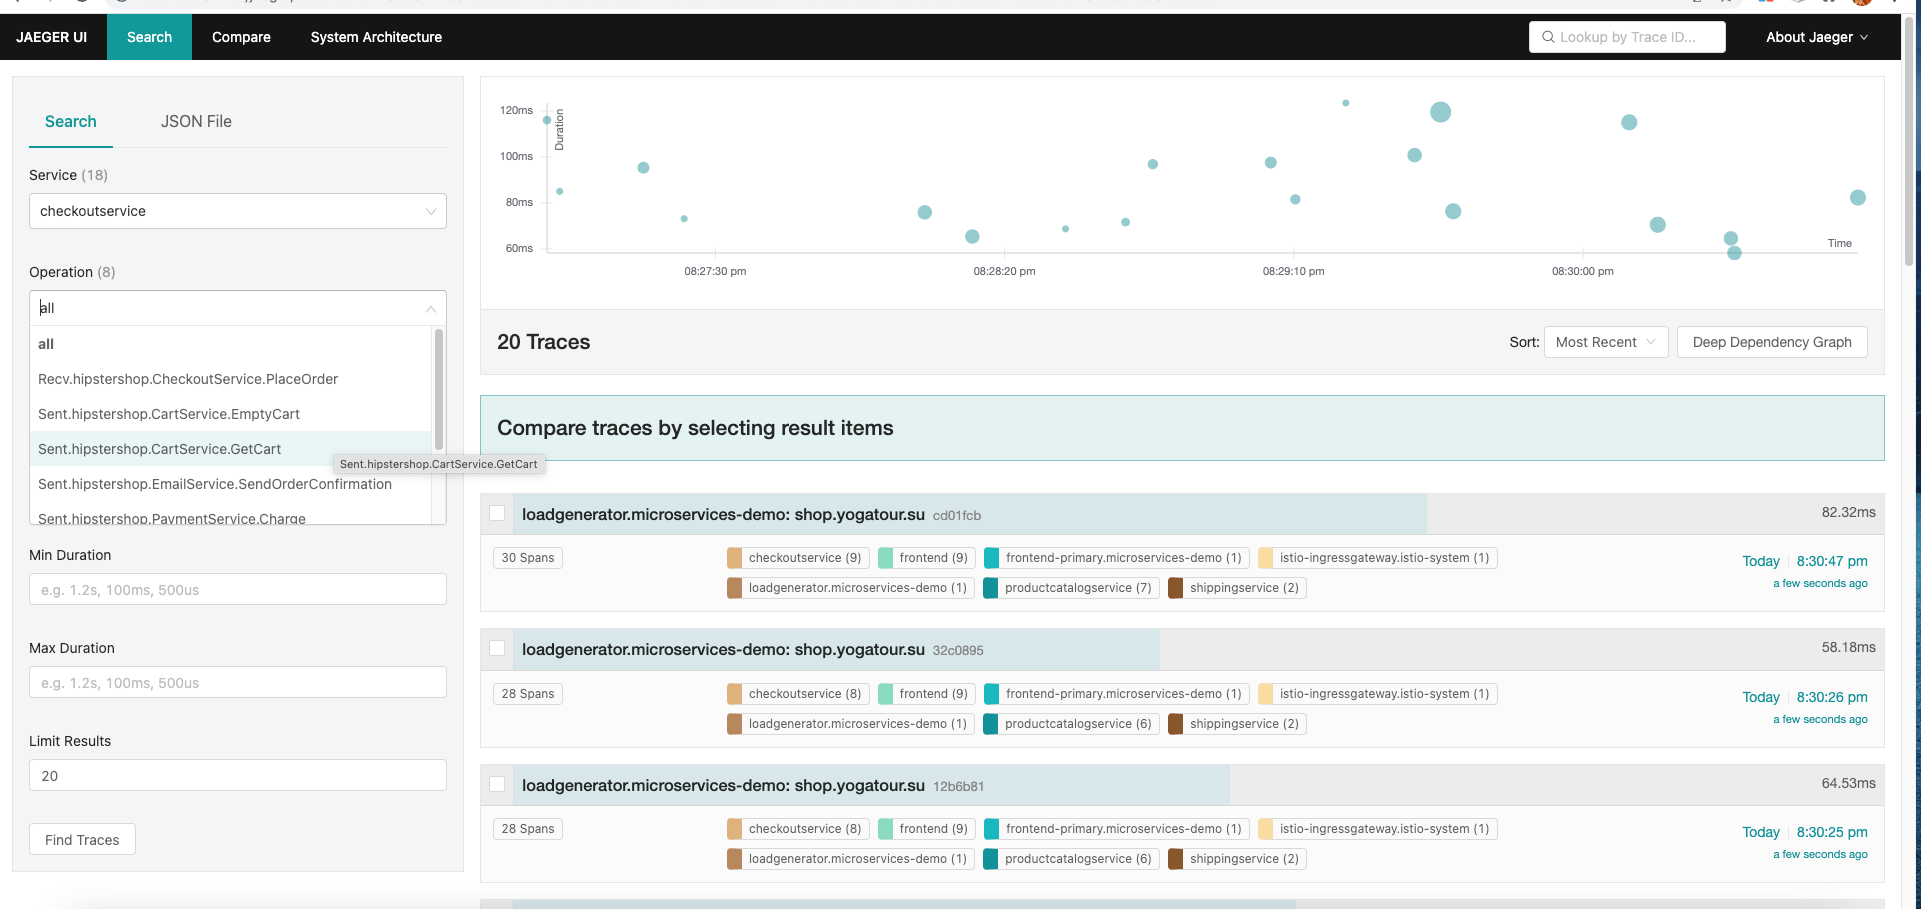 JAEGER UI
Search
Compare
System Architecture
Lookup by Trace ID...
About Jaeger
Search
JSON File
Service (18)
checkoutservice
Operation (8)
all
all
Recv.hipstershop.CheckoutService.PlaceOrder
Sent.hipstershop.CartService.EmptyCart
Sent.hipstershop.CartService.GetCart
Sent.hipstershop.CartService.GetCart
Sent.hipstershop.EmailService.SendOrderConfirmation
Sent.hipstershop.PaymentService.Charge
Min Duration
e.g. 1.2s, 100ms, 500us
Max Duration
e.g. 1.2s, 100ms, 500us
Limit Results
20
Find Traces
120ms
100ms
80ms
60ms
Duration
08:27:30 pm
08:28:20 pm
08:29:10 pm
08:30:00 pm
Time
20 Traces
Sort: Most Recent
Deep Dependency Graph
Compare traces by selecting result items
loadgenerator.microservices-demo: shop.yogatour.su cd01fcb
82.32ms
30 Spans
checkoutservice (9) frontend (9) frontend-primary.microservices-demo (1) istio-ingressgateway.istio-system (1)
loadgenerator.microservices-demo (1) productcatalogservice (7) shippingservice (2)
Today 8:30:47 pm
a few seconds ago
loadgenerator.microservices-demo: shop.yogatour.su 32c0895
58.18ms
28 Spans
checkoutservice (8) frontend (9) frontend-primary.microservices-demo (1) istio-ingressgateway.istio-system (1)
loadgenerator.microservices-demo (1) productcatalogservice (6) shippingservice (2)
Today 8:30:26 pm
a few seconds ago
loadgenerator.microservices-demo: shop.yogatour.su 12b6b81
64.53ms
28 Spans
checkoutservice (8) frontend (9) frontend-primary.microservices-demo (1) istio-ingressgateway.istio-system (1)
loadgenerator.microservices-demo (1) productcatalogservice (6) shippingservice (2)
Today 8:30:25 pm
a few seconds ago